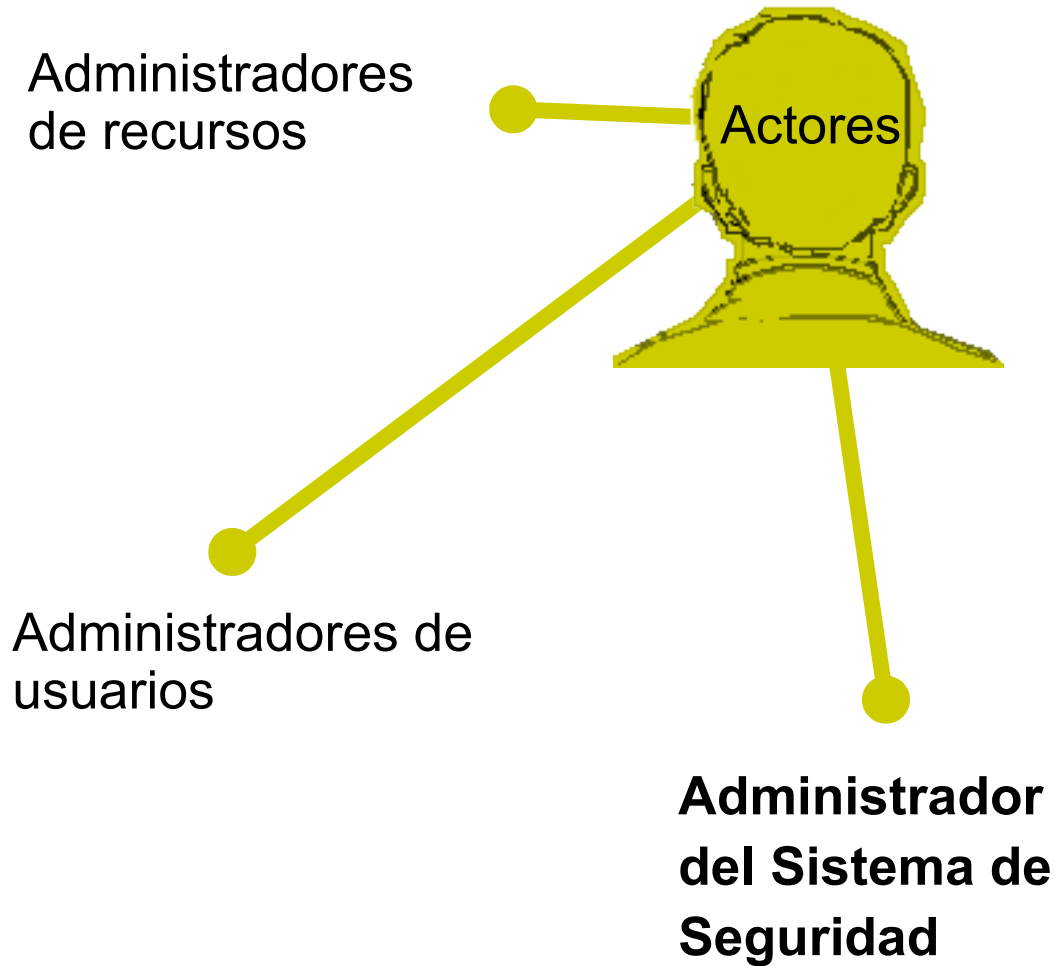 Administradores
de recursos
Actores
Administradores de
usuarios
Administrador
del Sistema de
Seguridad